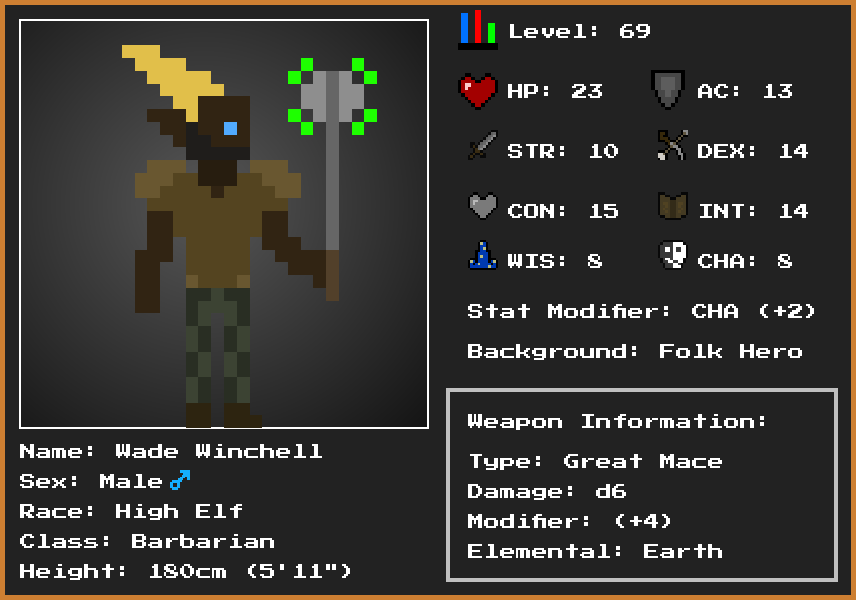 Level: 69
HP: 23 AC: 13
STR: 10 DEX: 14
CON: 15 INT: 14
WIS: 8 CHA: 8
Stat Modifier: CHA (+2)
Background: Folk Hero
Weapon Information:
Type: Great Mace
Damage: d6
Modifier: (+4)
Elemental: Earth
Name: Wade Winchell
Sex: Male♂
Race: High Elf
Class: Barbarian
Height: 180cm (5'11")